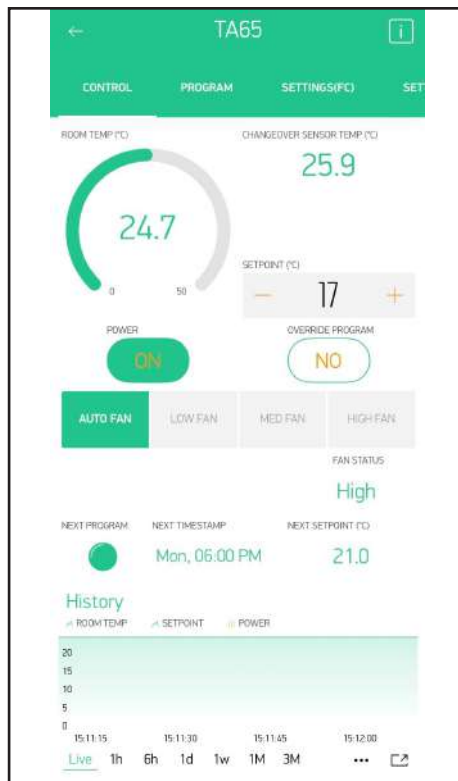 TA65
i
CONTROL PROGRAM SETTINGS(FC) SET
ROOM TEMP (°C) CHANGEOVER SENSOR TEMP (°C)
25.9
24.7
SETPOINT (°C)
0 50
− 17 +
POWER OVERRIDE PROGRAM
ON NO
AUTO FAN LOW FAN MED FAN HIGH FAN
FAN STATUS
High
NEXT PROGRAM NEXT TIMESTAMP NEXT SETPOINT (°C)
Mon, 06:00 PM 21.0
History
ROOM TEMP SETPOINT POWER
20
15
10
5
0
15:11:15 15:11:30 15:11:45 15:12:00
Live 1h 6h 1d 1w 1M 3M ...